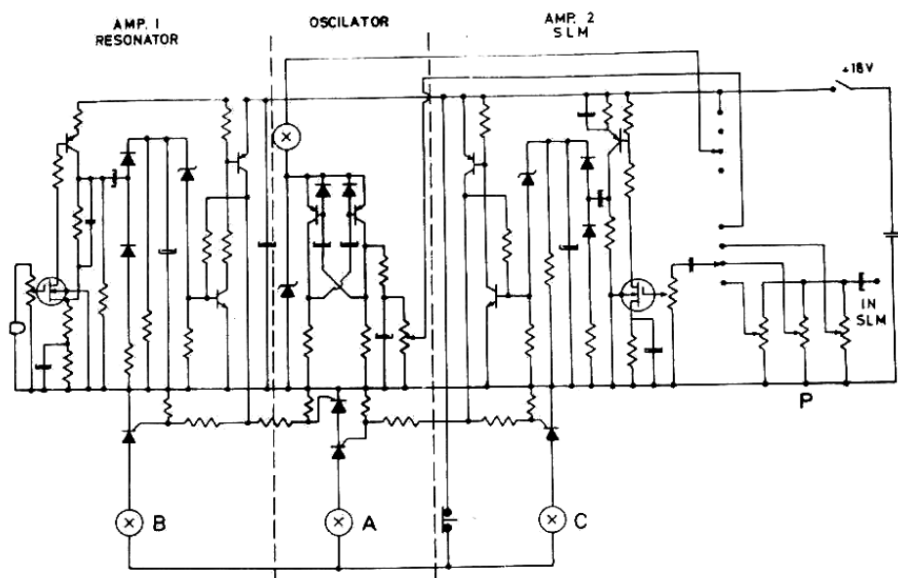 AMP. 1
RESONATOR
OSCILATOR
AMP. 2
SLM
+18V
IN
SLM
P
B
A
C